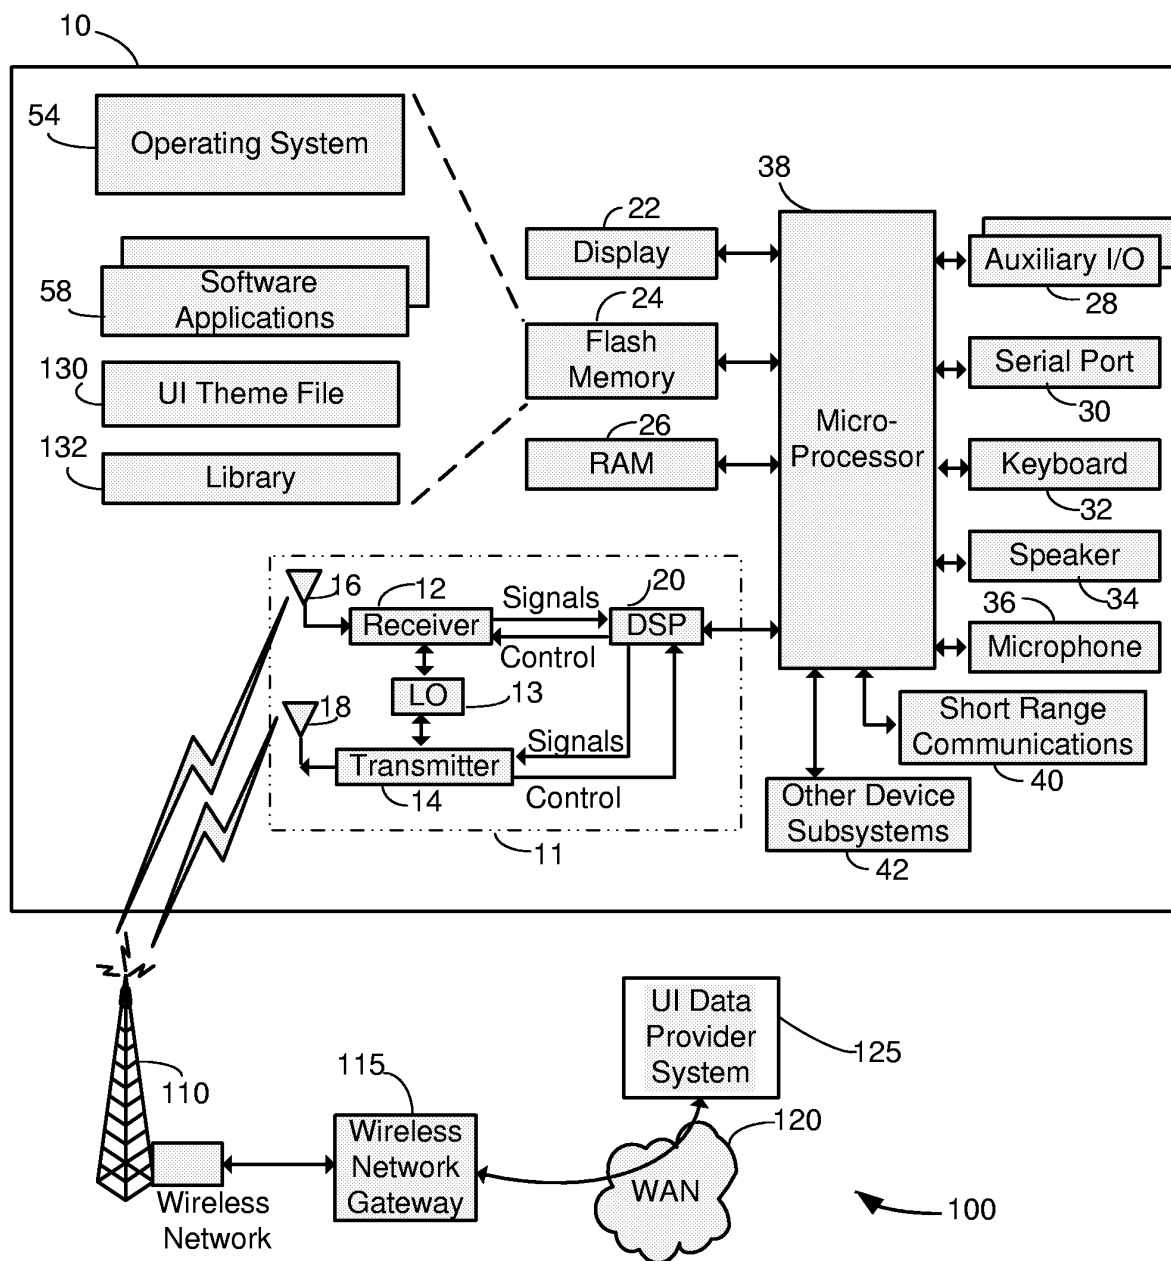 10
54
Operating System
38
22
Display
Auxiliary I/O
28
Software
Applications
58
24
Flash
Memory
Serial Port
30
130
UI Theme File
Micro-
Processor
26
RAM
132
Library
Keyboard
32
Speaker
34
16
12
Receiver
Signals
Control
20
DSP
36
Microphone
LO
13
18
Signals
Transmitter
14
Control
11
Short Range
Communications
40
Other Device
Subsystems
42
UI Data
Provider
System
125
110
115
Wireless
Network
Gateway
120
WAN
Wireless
Network
100